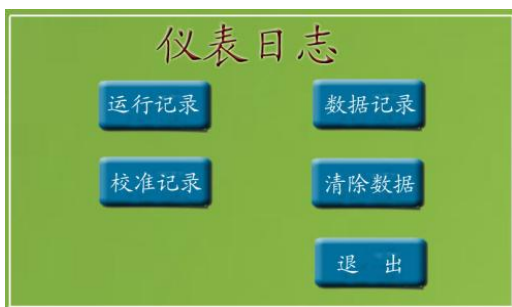 仪表日志
运行记录 数据记录
校准记录 清除数据
退 出